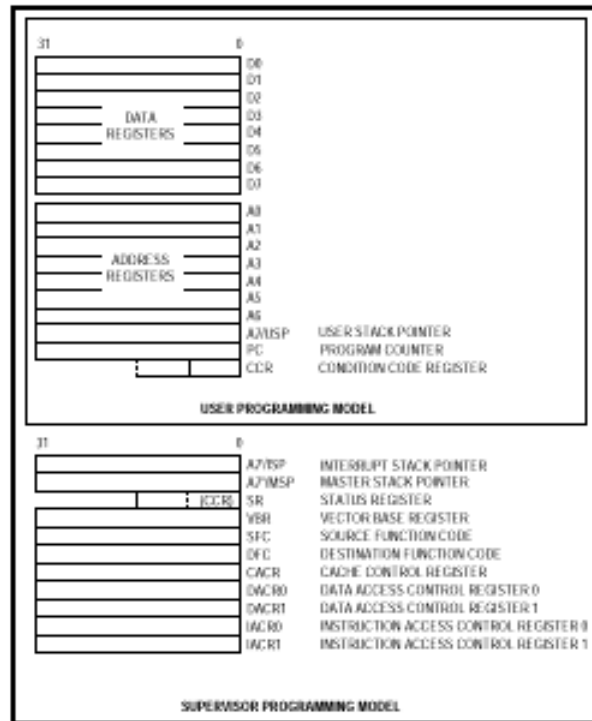 31 0
D0
D1
D2
DATA D3
REGISTERS D4
D5
D6
D7
A0
A1
A2
ADDRESS A3
REGISTERS A4
A5
A6
A7/USP USER STACK POINTER
PC PROGRAM COUNTER
CCR CONDITION CODE REGISTER
USER PROGRAMMING MODEL
31 0
A7'/ISP INTERRUPT STACK POINTER
A7"/MSP MASTER STACK POINTER
(CCR) SR STATUS REGISTER
VBR VECTOR BASE REGISTER
SFC SOURCE FUNCTION CODE
DFC DESTINATION FUNCTION CODE
CACR CACHE CONTROL REGISTER
DACR0 DATA ACCESS CONTROL REGISTER 0
DACR1 DATA ACCESS CONTROL REGISTER 1
IACR0 INSTRUCTION ACCESS CONTROL REGISTER 0
IACR1 INSTRUCTION ACCESS CONTROL REGISTER 1
SUPERVISOR PROGRAMMING MODEL